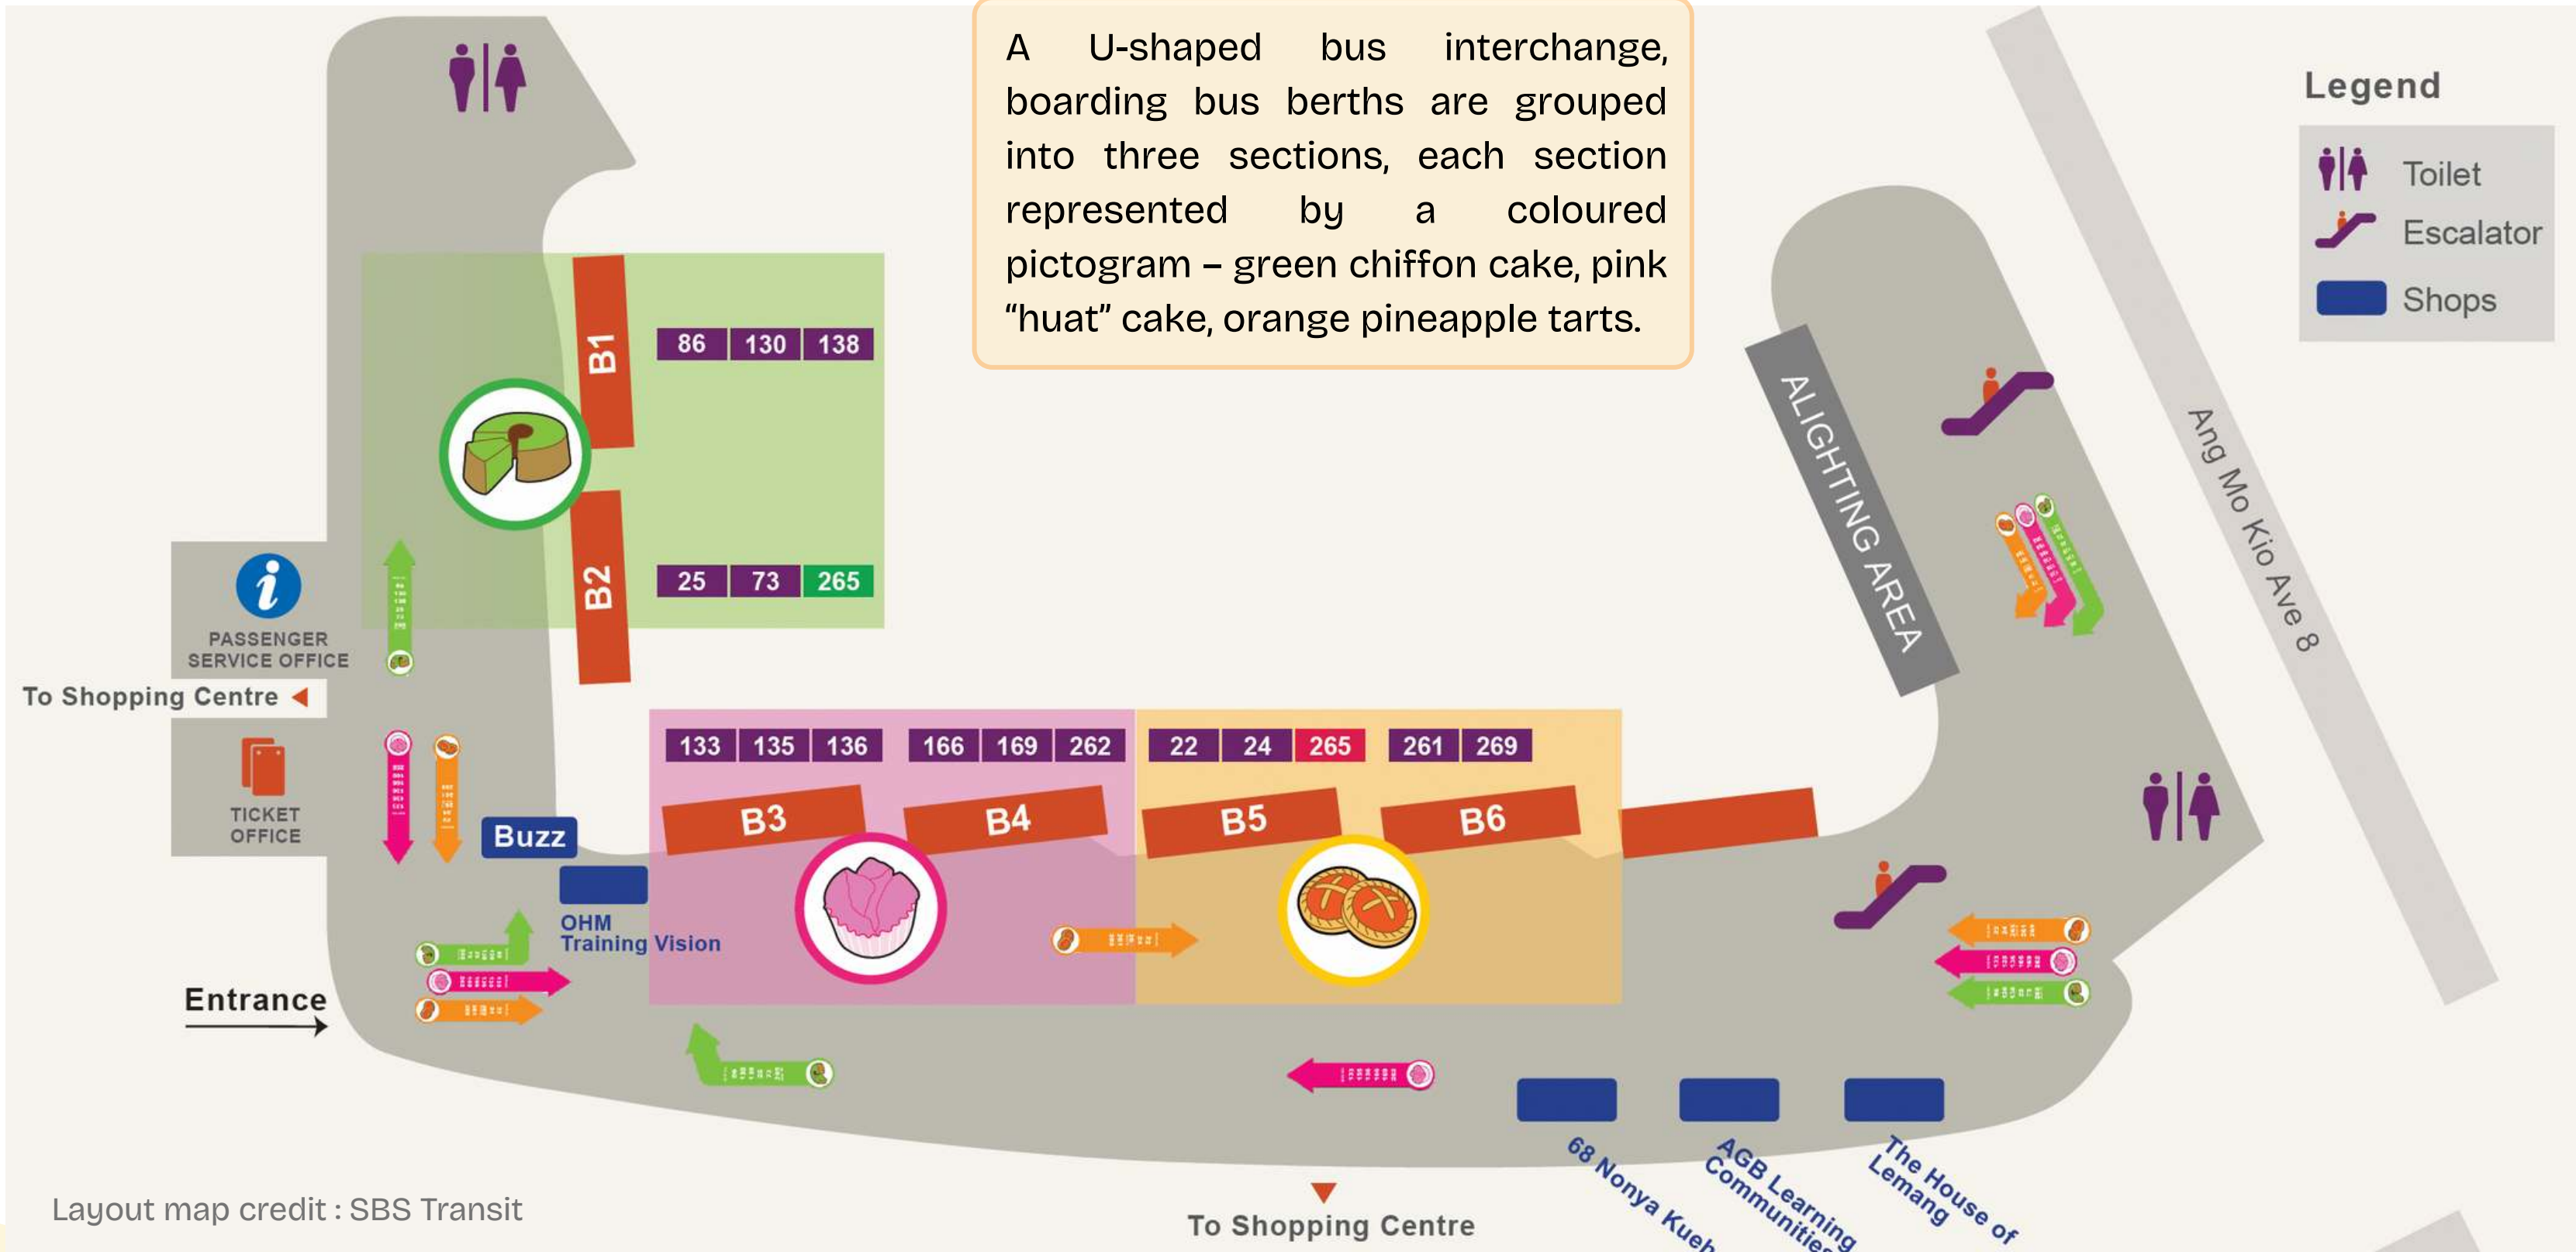 A U-shaped bus interchange,
boarding bus berths are grouped
into three sections, each section
represented by a coloured
pictogram – green chiffon cake, pink
“huat” cake, orange pineapple tarts.
Legend
Toilet
Escalator
Shops
B1
86 130 138
B2
25 73 265
ALIGHTING AREA
Ang Mo Kio Ave 8
PASSENGER
SERVICE OFFICE
To Shopping Centre
TICKET
OFFICE
133 135 136 166 169 262 22 24 265 261 269
B3 B4 B5 B6
Buzz
OHM
Training Vision
Entrance
68 Nonya Kueh
AGB Learning
Communities
The House of
Lemang
To Shopping Centre
Layout map credit : SBS Transit